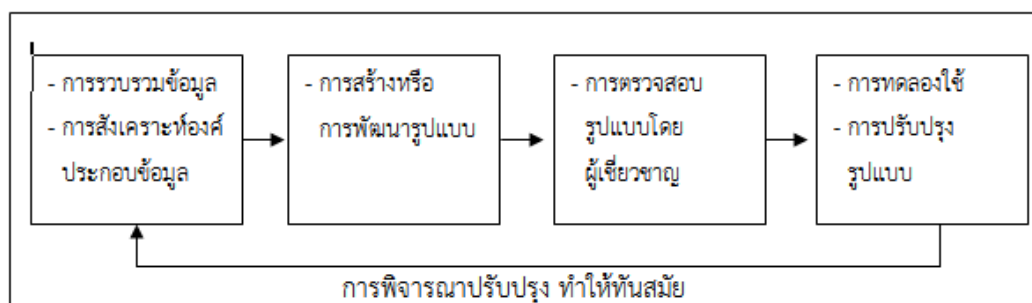 - การรวบรวมข้อมูล
- การสังเคราะห์องค์
ประกอบข้อมูล
- การสร้างหรือ
การพัฒนารูปแบบ
- การตรวจสอบ
รูปแบบโดย
ผู้เชี่ยวชาญ
- การทดลองใช้
- การปรับปรุง
รูปแบบ
การพิจารณาปรับปรุง ทำให้ทันสมัย